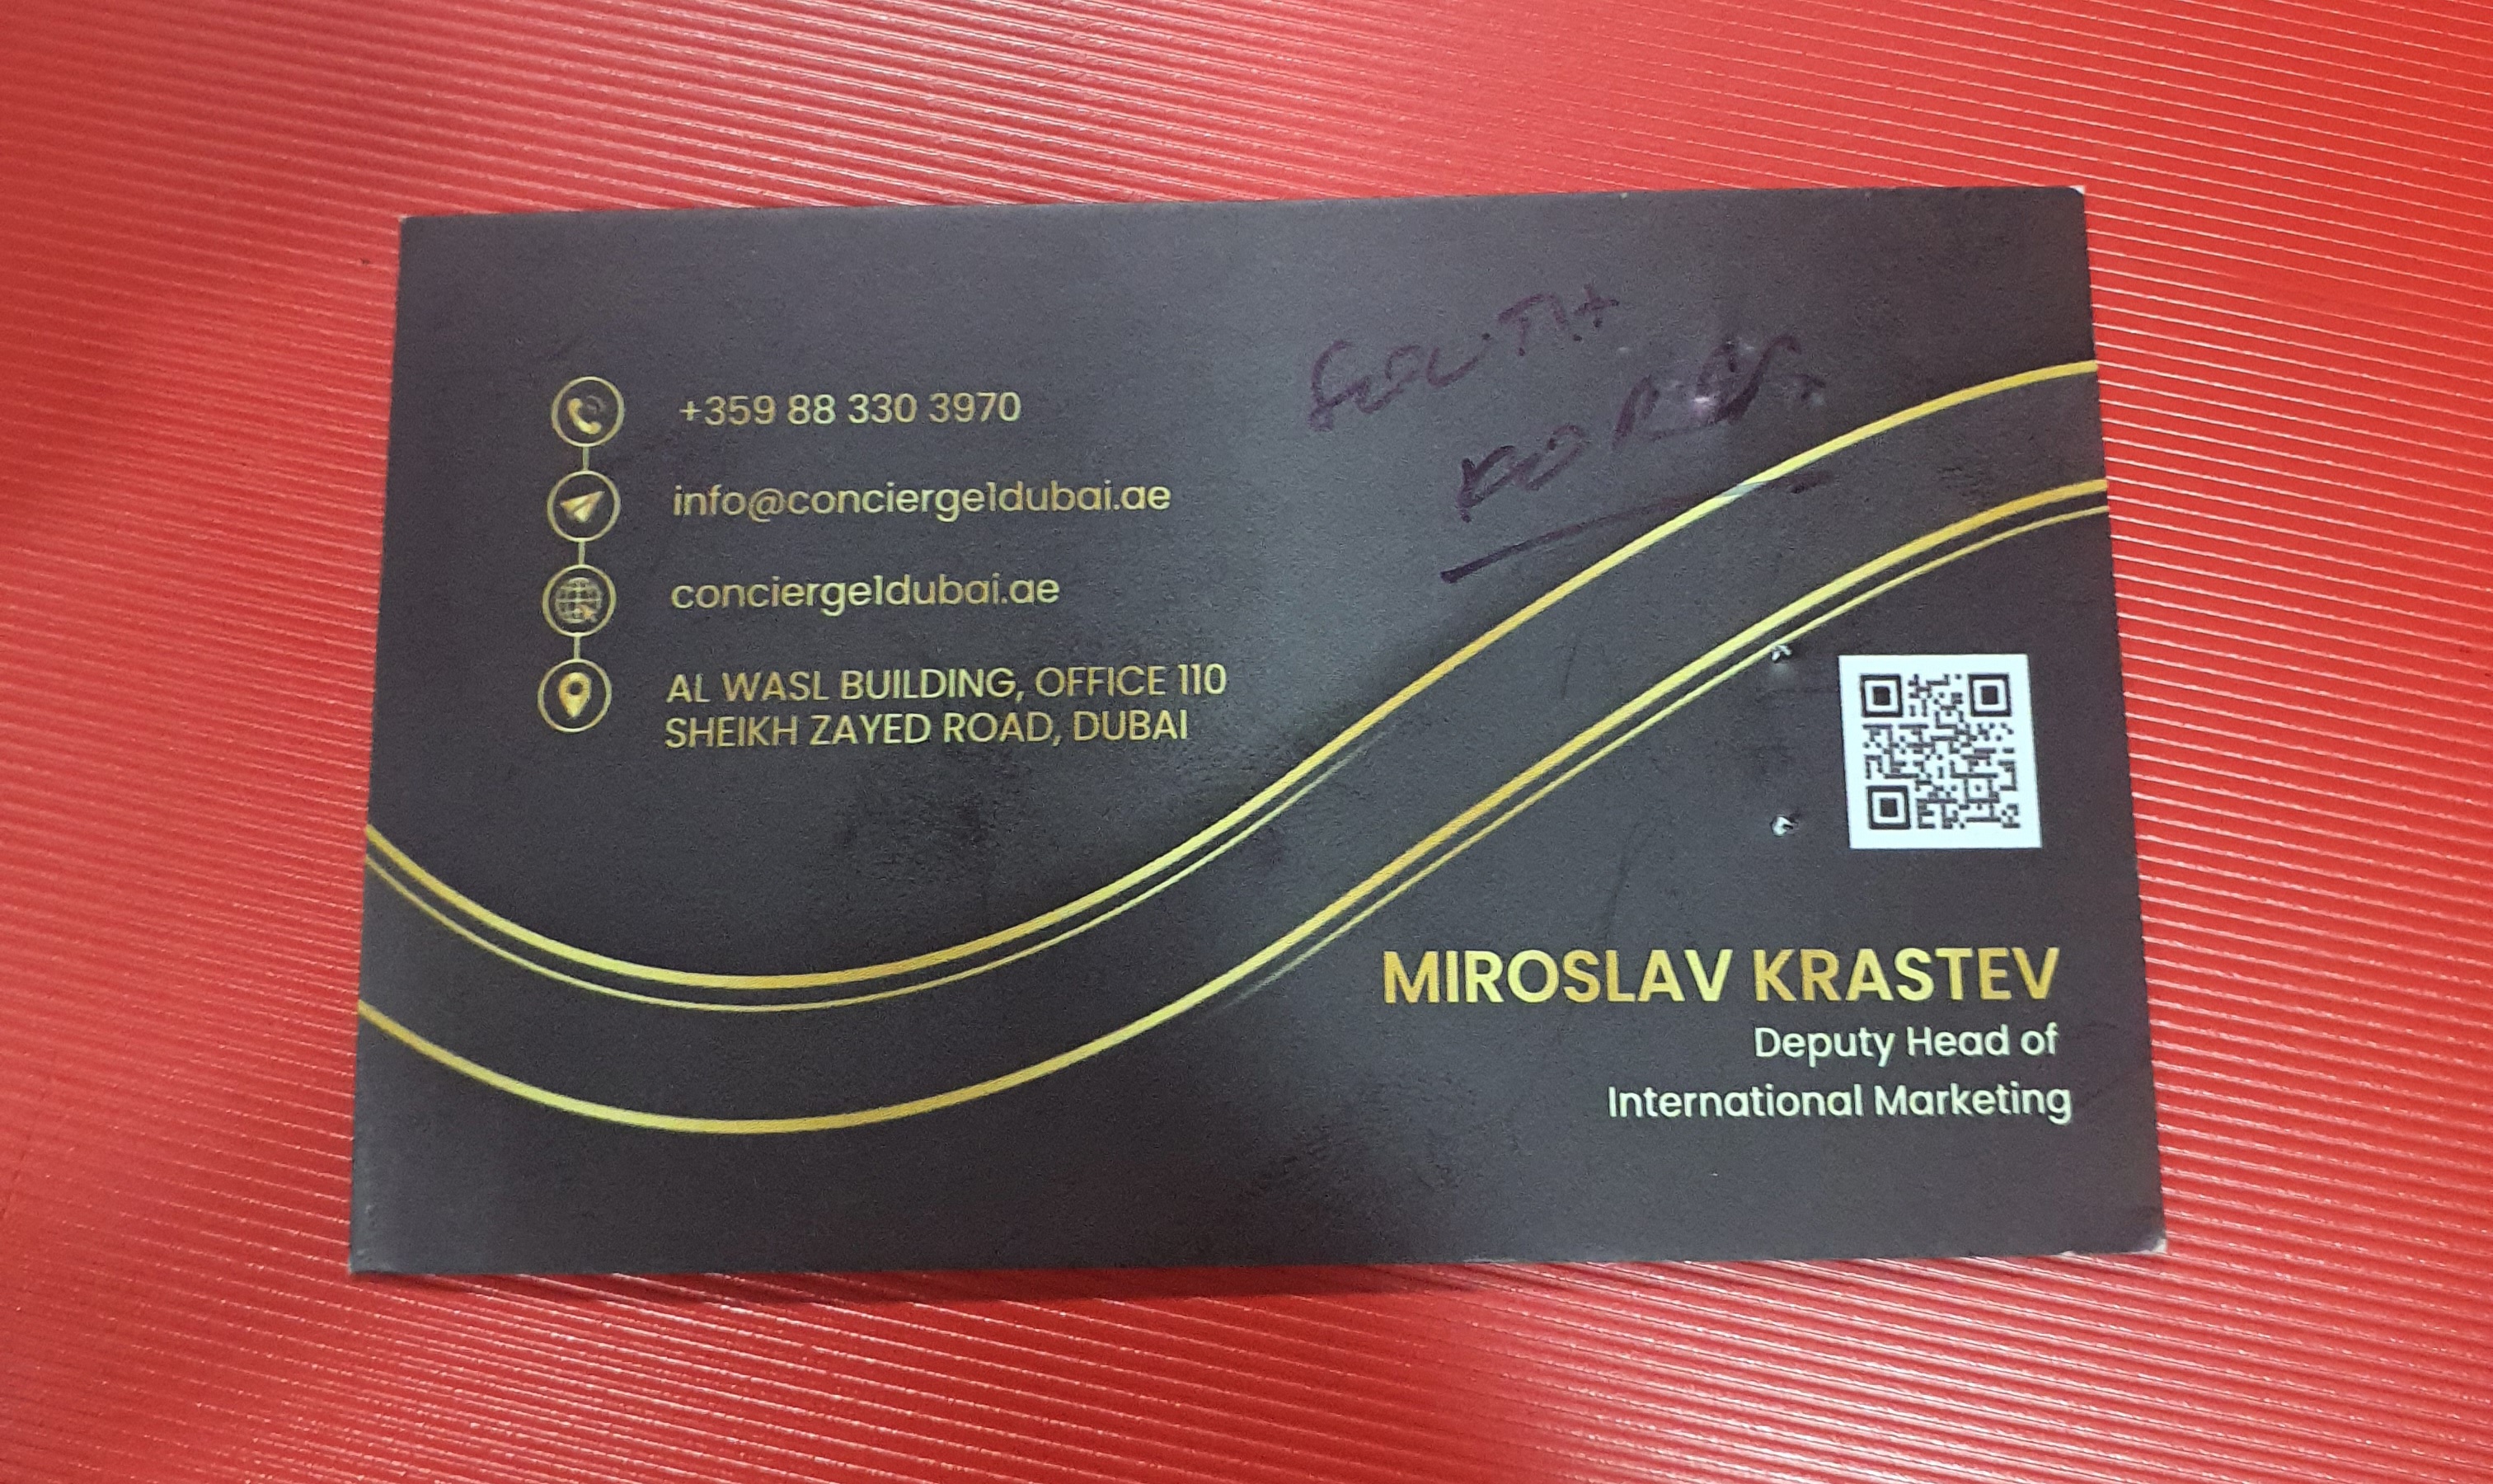 +359 88 330 3970
info@concierge1dubai.ae
concierge1dubai.ae
AL WASL BUILDING, OFFICE 110
SHEIKH ZAYED ROAD, DUBAI
SOUTH
KOREA
MIROSLAV KRASTEV
Deputy Head of
International Marketing